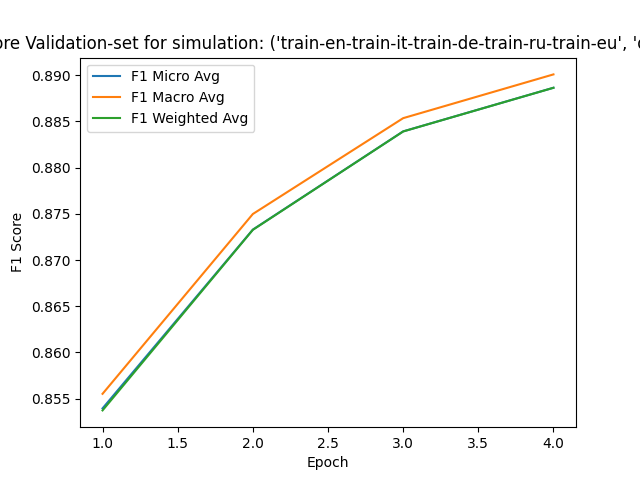 ore Validation-set for simulation: ('train-en-train-it-train-de-train-ru-train-eu', '
F1 Micro Avg
F1 Macro Avg
F1 Weighted Avg
0.890
0.885
0.880
0.875
0.870
0.865
0.860
0.855
F1 Score
1.0 1.5 2.0 2.5 3.0 3.5 4.0
Epoch